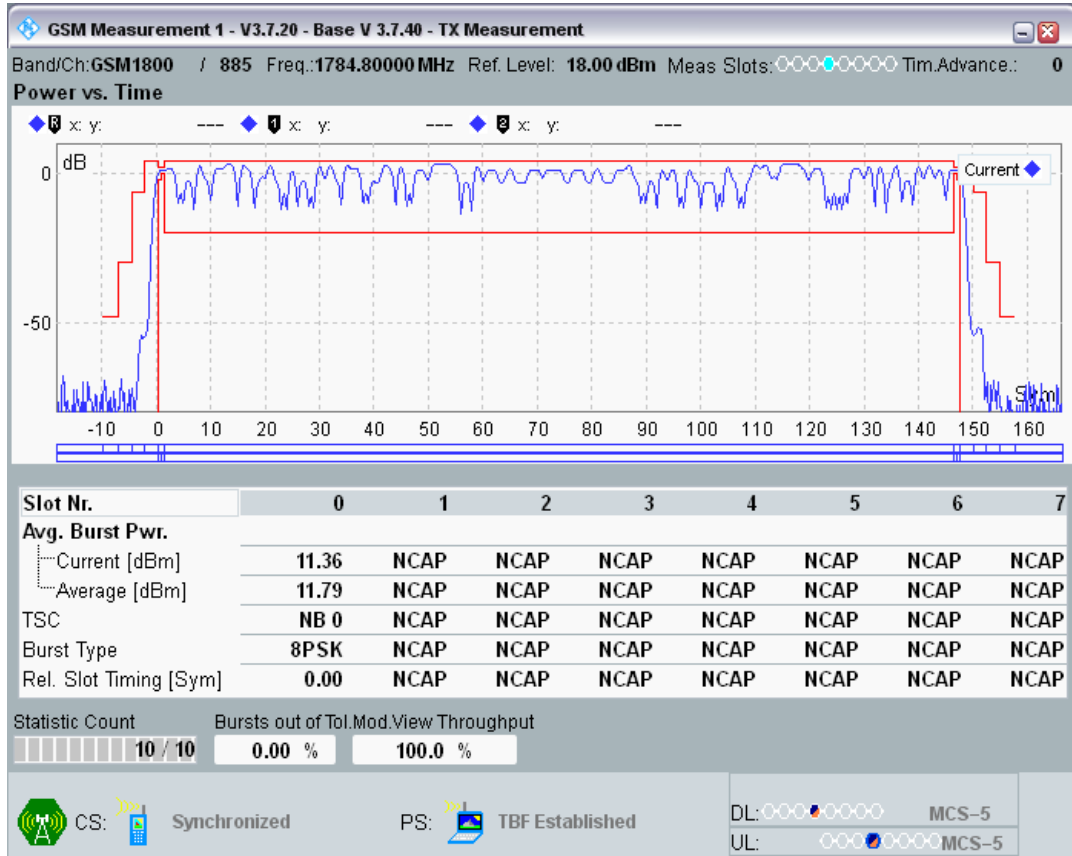 GSM Measurement 1 - V3.7.20 - Base V 3.7.40 - TX Measurement
Band/Ch:GSM1800 / 885 Freq.:1784.80000 MHz Ref. Level: 18.00 dBm Meas Slots: Tim.Advance.: 0
Power vs. Time
R x: y: --- 1 x: y: --- 2 x: y: ---
dB
Current
0
-50
Sym
-10 0 10 20 30 40 50 60 70 80 90 100 110 120 130 140 150 160
Slot Nr. 0 1 2 3 4 5 6 7
Avg. Burst Pwr.
Current [dBm] 11.36 NCAP NCAP NCAP NCAP NCAP NCAP NCAP
Average [dBm] 11.79 NCAP NCAP NCAP NCAP NCAP NCAP NCAP
TSC NB 0 NCAP NCAP NCAP NCAP NCAP NCAP NCAP
Burst Type 8PSK NCAP NCAP NCAP NCAP NCAP NCAP NCAP
Rel. Slot Timing [Sym] 0.00 NCAP NCAP NCAP NCAP NCAP NCAP NCAP
Statistic Count Bursts out of Tol. Mod.View Throughput
10 / 10 0.00 % 100.0 %
CS: Synchronized PS: TBF Established
DL: MCS-5
UL: MCS-5